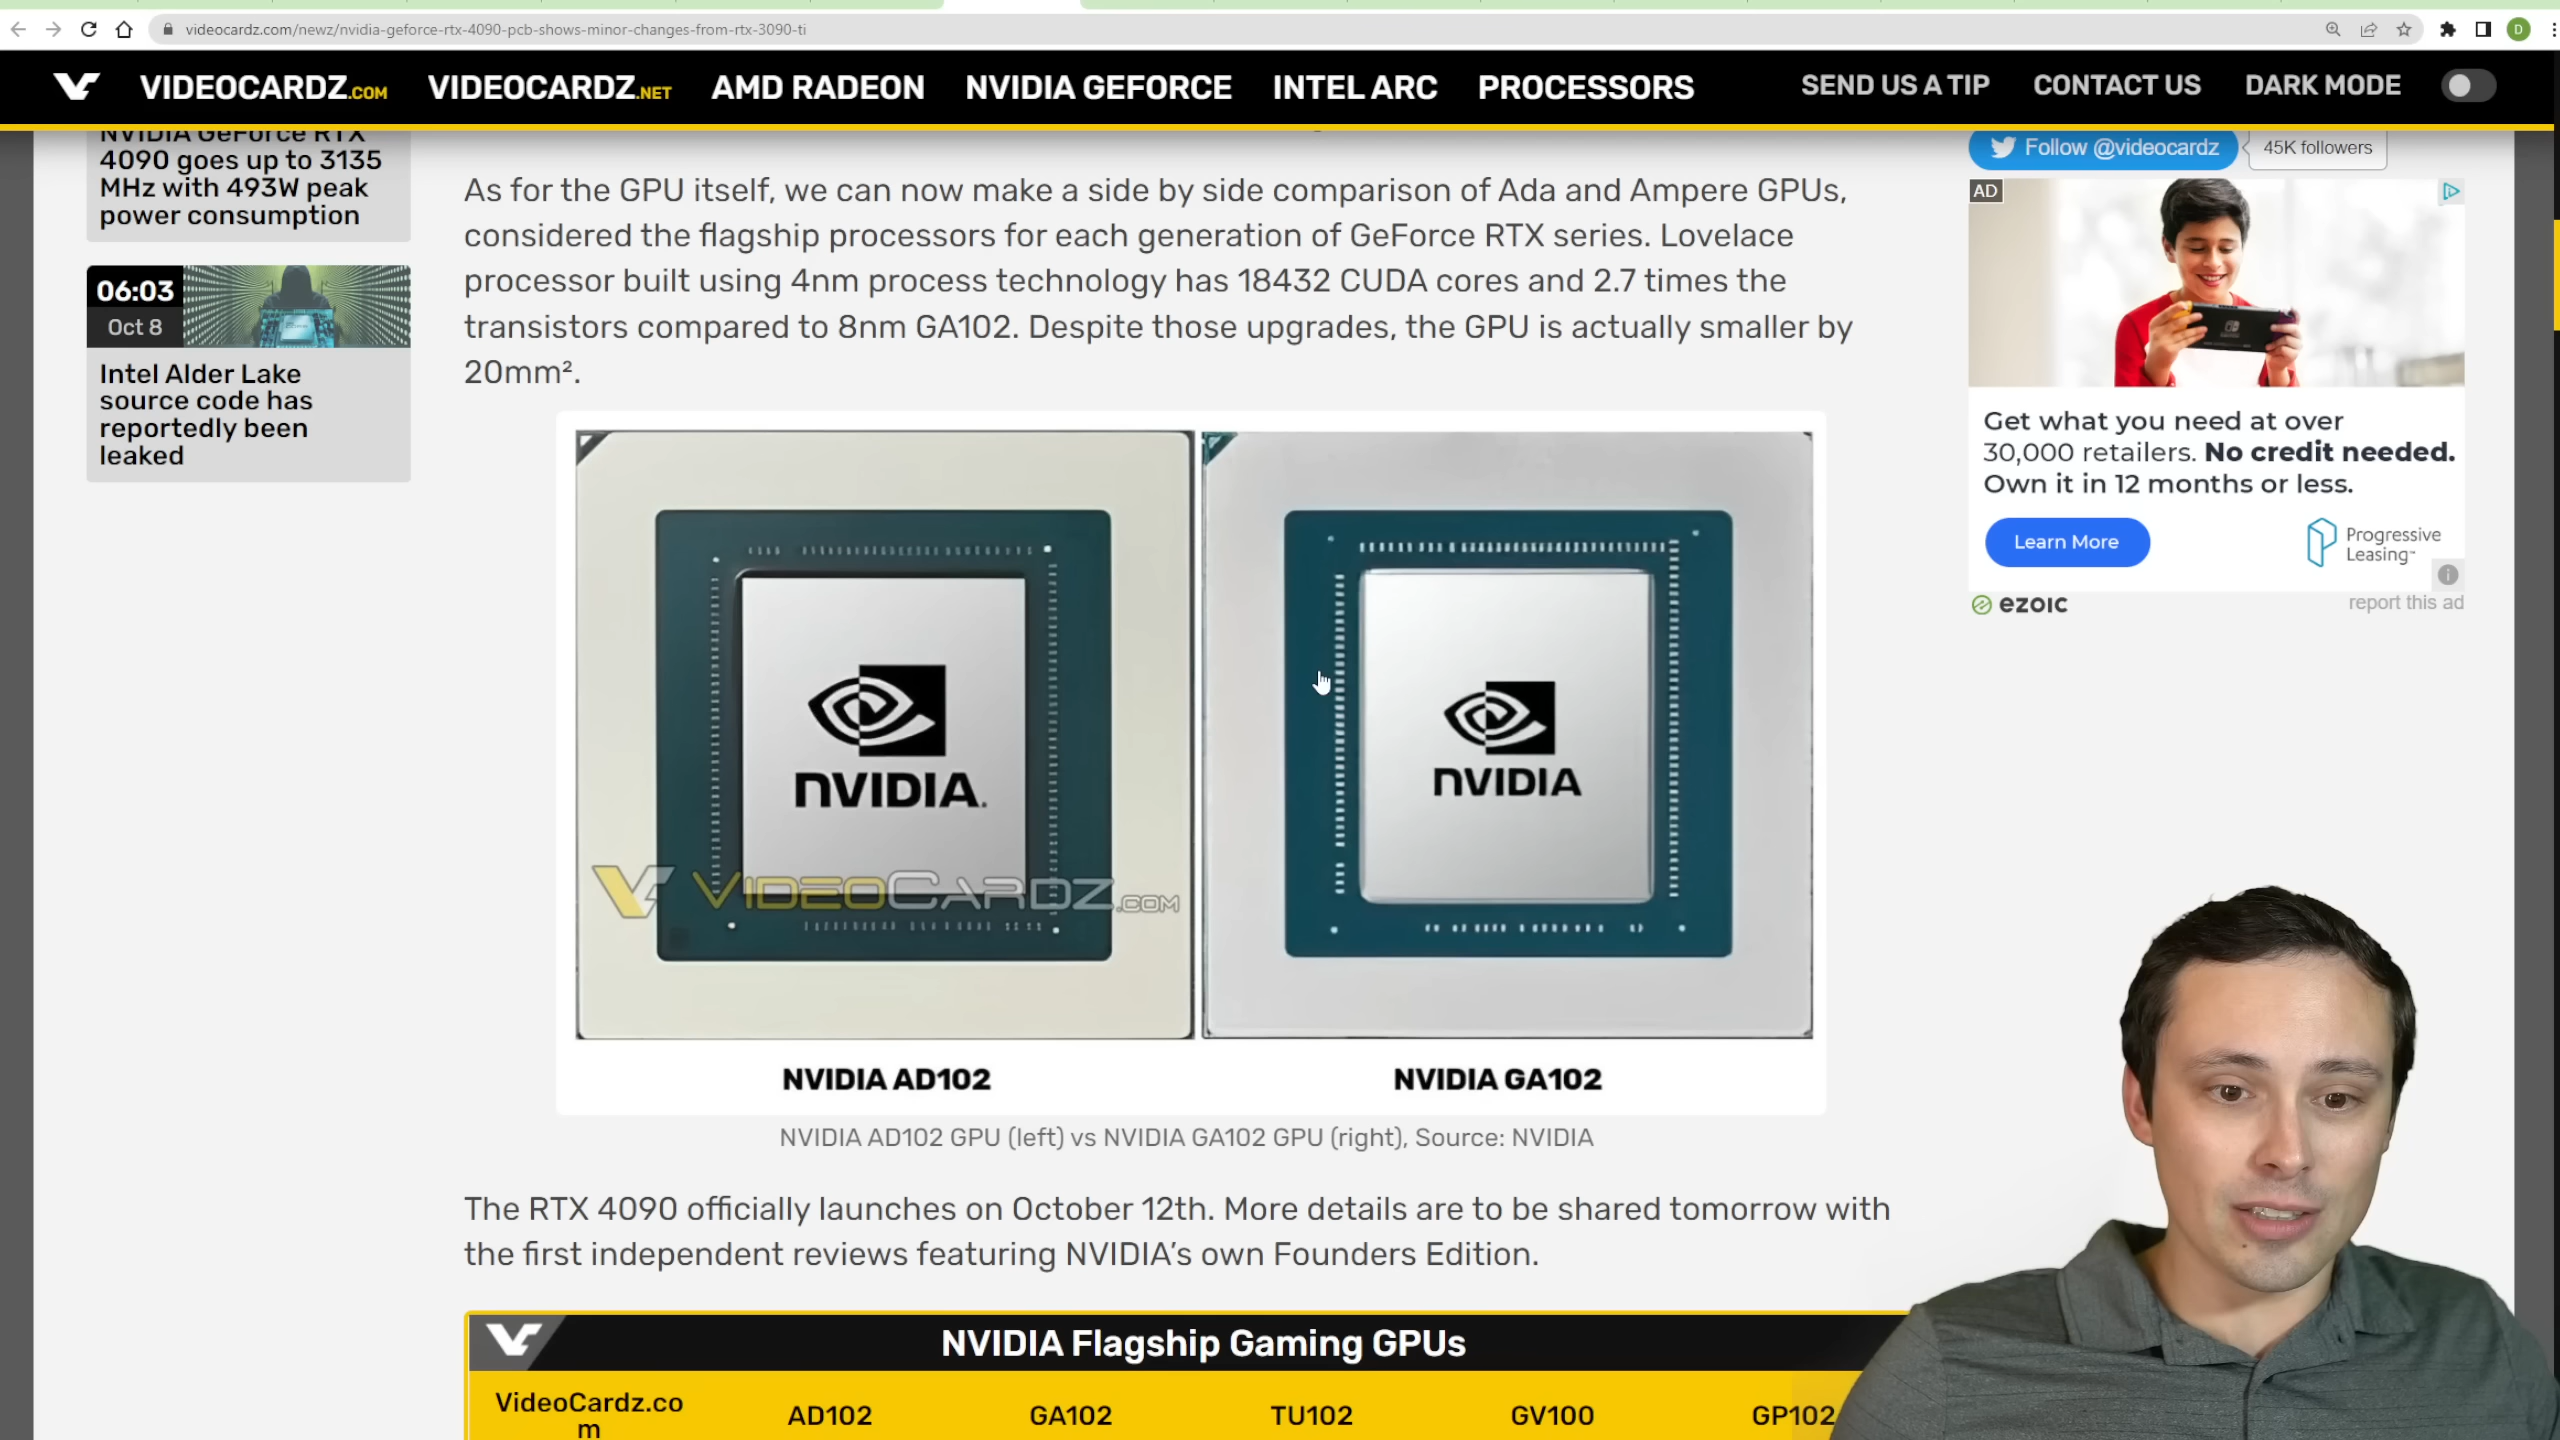 videocardz.com/newz/nvidia-geforce-rtx-4090-pcb-shows-minor-changes-from-rtx-3090-ti
D
VIDEOCARDZ.COM VIDEOCARDZ.NET AMD RADEON NVIDIA GEFORCE INTEL ARC PROCESSORS SEND US A TIP CONTACT US DARK MODE
NVIDIA GeForce RTX
4090 goes up to 3135
MHz with 493W peak
power consumption
06:03
Oct 8
Intel Alder Lake
source code has
reportedly been
leaked
As for the GPU itself, we can now make a side by side comparison of Ada and Ampere GPUs,
considered the flagship processors for each generation of GeForce RTX series. Lovelace
processor built using 4nm process technology has 18432 CUDA cores and 2.7 times the
transistors compared to 8nm GA102. Despite those upgrades, the GPU is actually smaller by
20mm².
NVIDIA.
VIDEOCARDZ.COM
NVIDIA
NVIDIA AD102
NVIDIA GA102
NVIDIA AD102 GPU (left) vs NVIDIA GA102 GPU (right), Source: NVIDIA
The RTX 4090 officially launches on October 12th. More details are to be shared tomorrow with
the first independent reviews featuring NVIDIA's own Founders Edition.
NVIDIA Flagship Gaming GPUs
VideoCardz.co
m
AD102 GA102 TU102 GV100 GP102
Follow @videocardz
45K followers
AD
Get what you need at over
30,000 retailers. No credit needed.
Own it in 12 months or less.
Learn More
Progressive
Leasing™
ezoic
report this ad